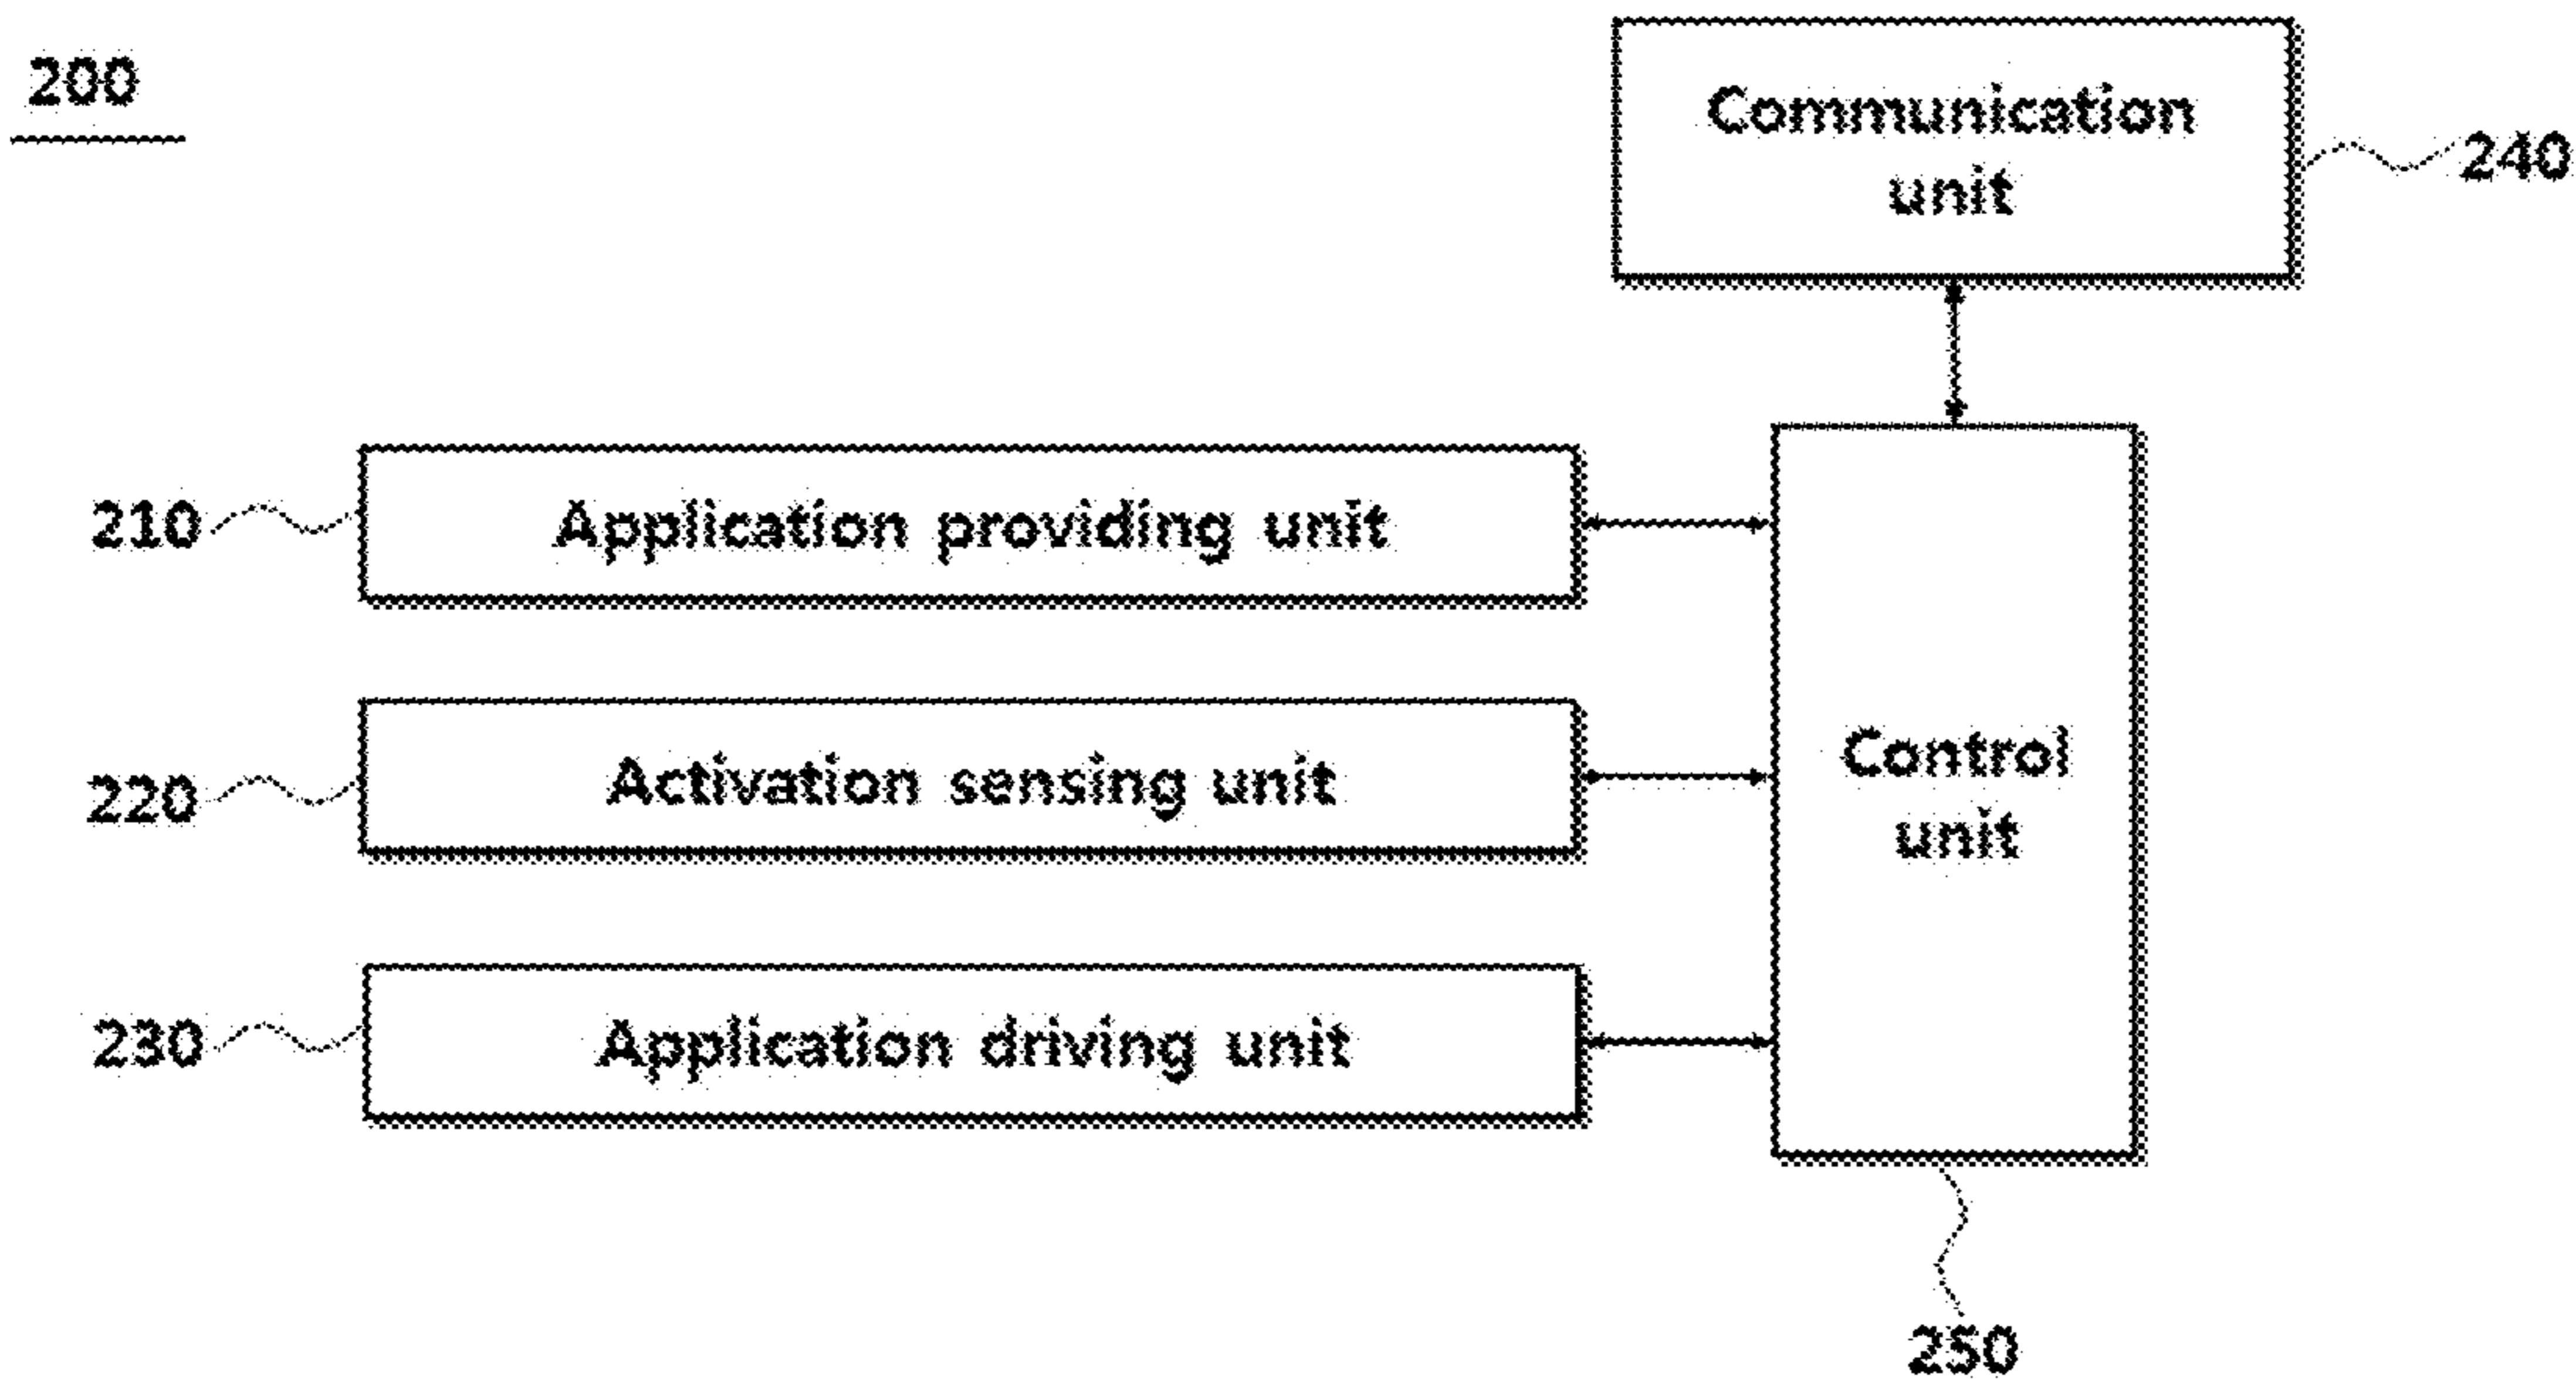 200
Communication
unit
240
210
Application providing unit
220
Activation sensing unit
Control
unit
230
Application driving unit
250